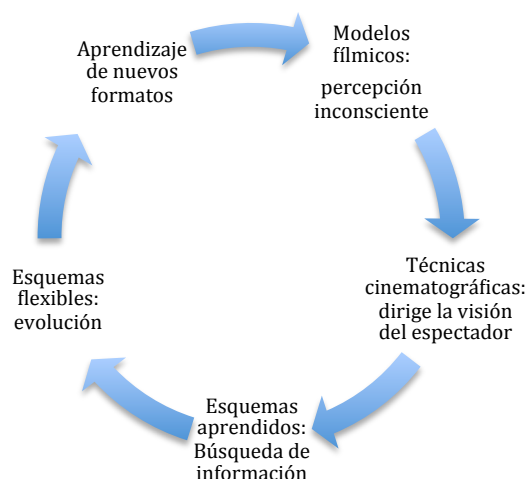 Modelos
fílmicos:
percepción
inconsciente
Técnicas
cinematográficas:
dirige la visión
del espectador
Esquemas
aprendidos:
Búsqueda de
información
Esquemas
flexibles:
evolución
Aprendizaje
de nuevos
formatos